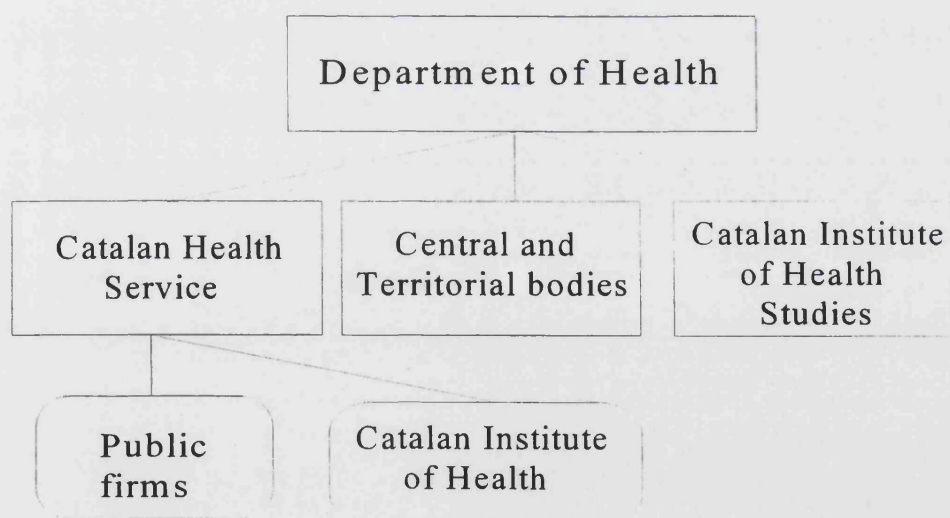 Department of Health
Catalan Health
Service
Central and
Territorial bodies
Catalan Institute
of Health
Studies
Public
firms
Catalan Institute
of Health